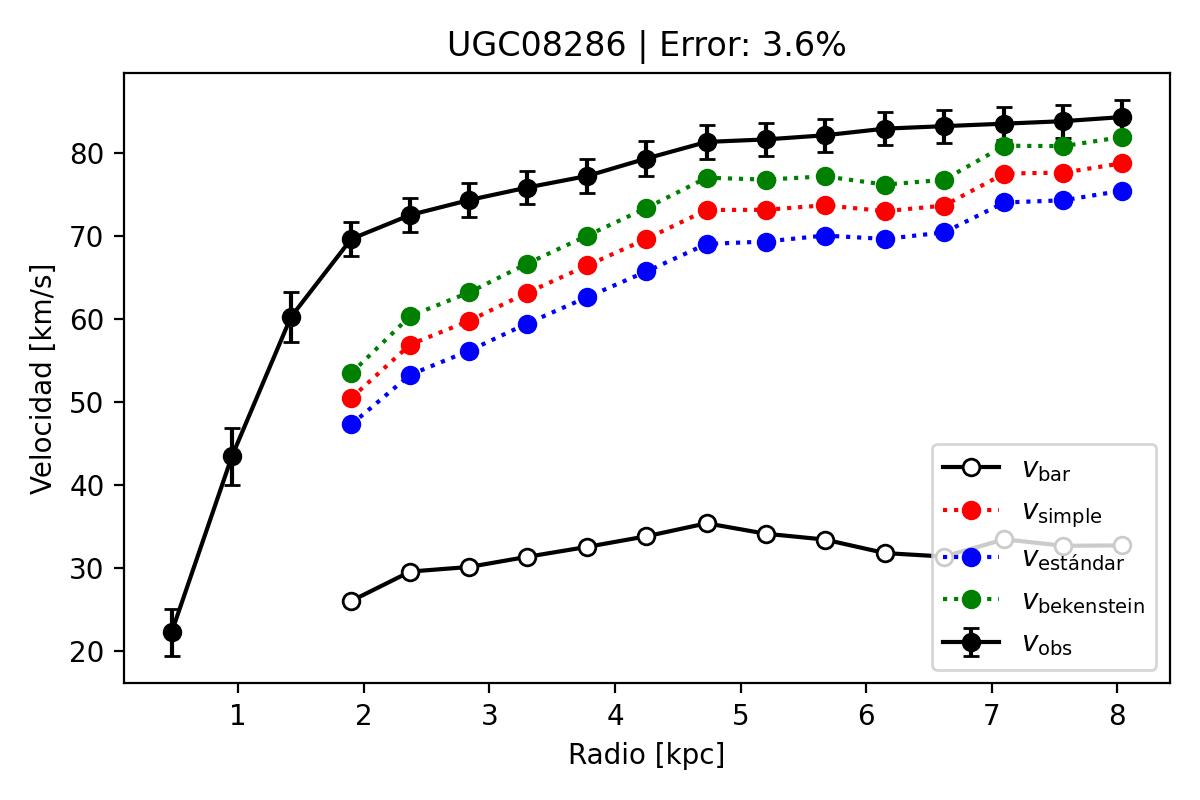 UGC08286 | Error: 3.6%
Velocidad [km/s]
80
70
60
50
40
30
20
v_bar
v_simple
v_estándar
v_bekenstein
v_obs
1 2 3 4 5 6 7 8
Radio [kpc]